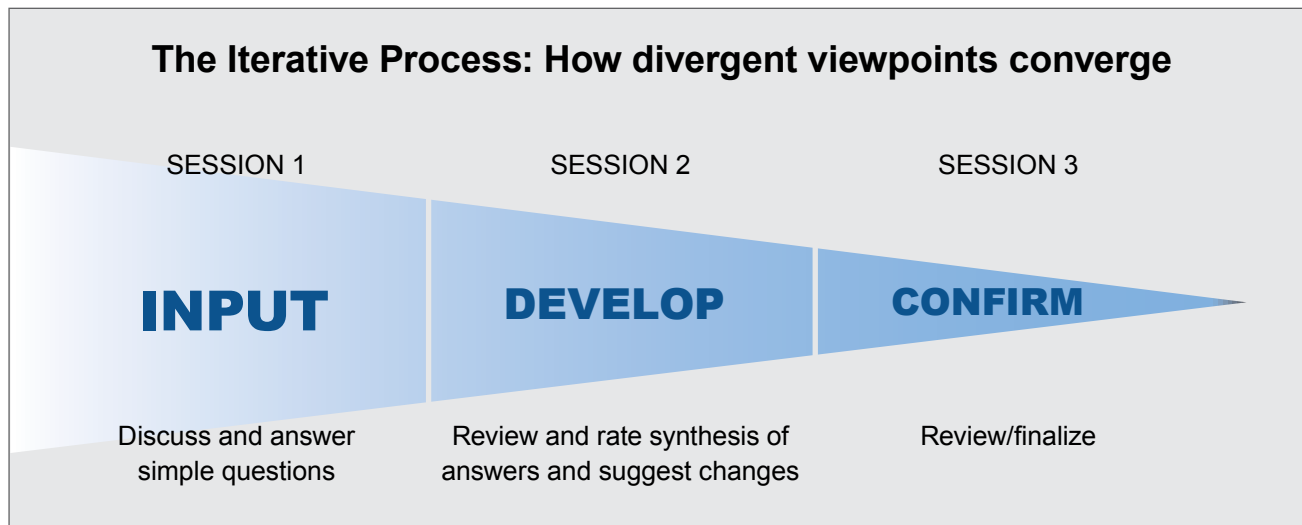 The Iterative Process: How divergent viewpoints converge
SESSION 1
SESSION 2
SESSION 3
INPUT
DEVELOP
CONFIRM
Discuss and answer
simple questions
Review and rate synthesis of
answers and suggest changes
Review/finalize